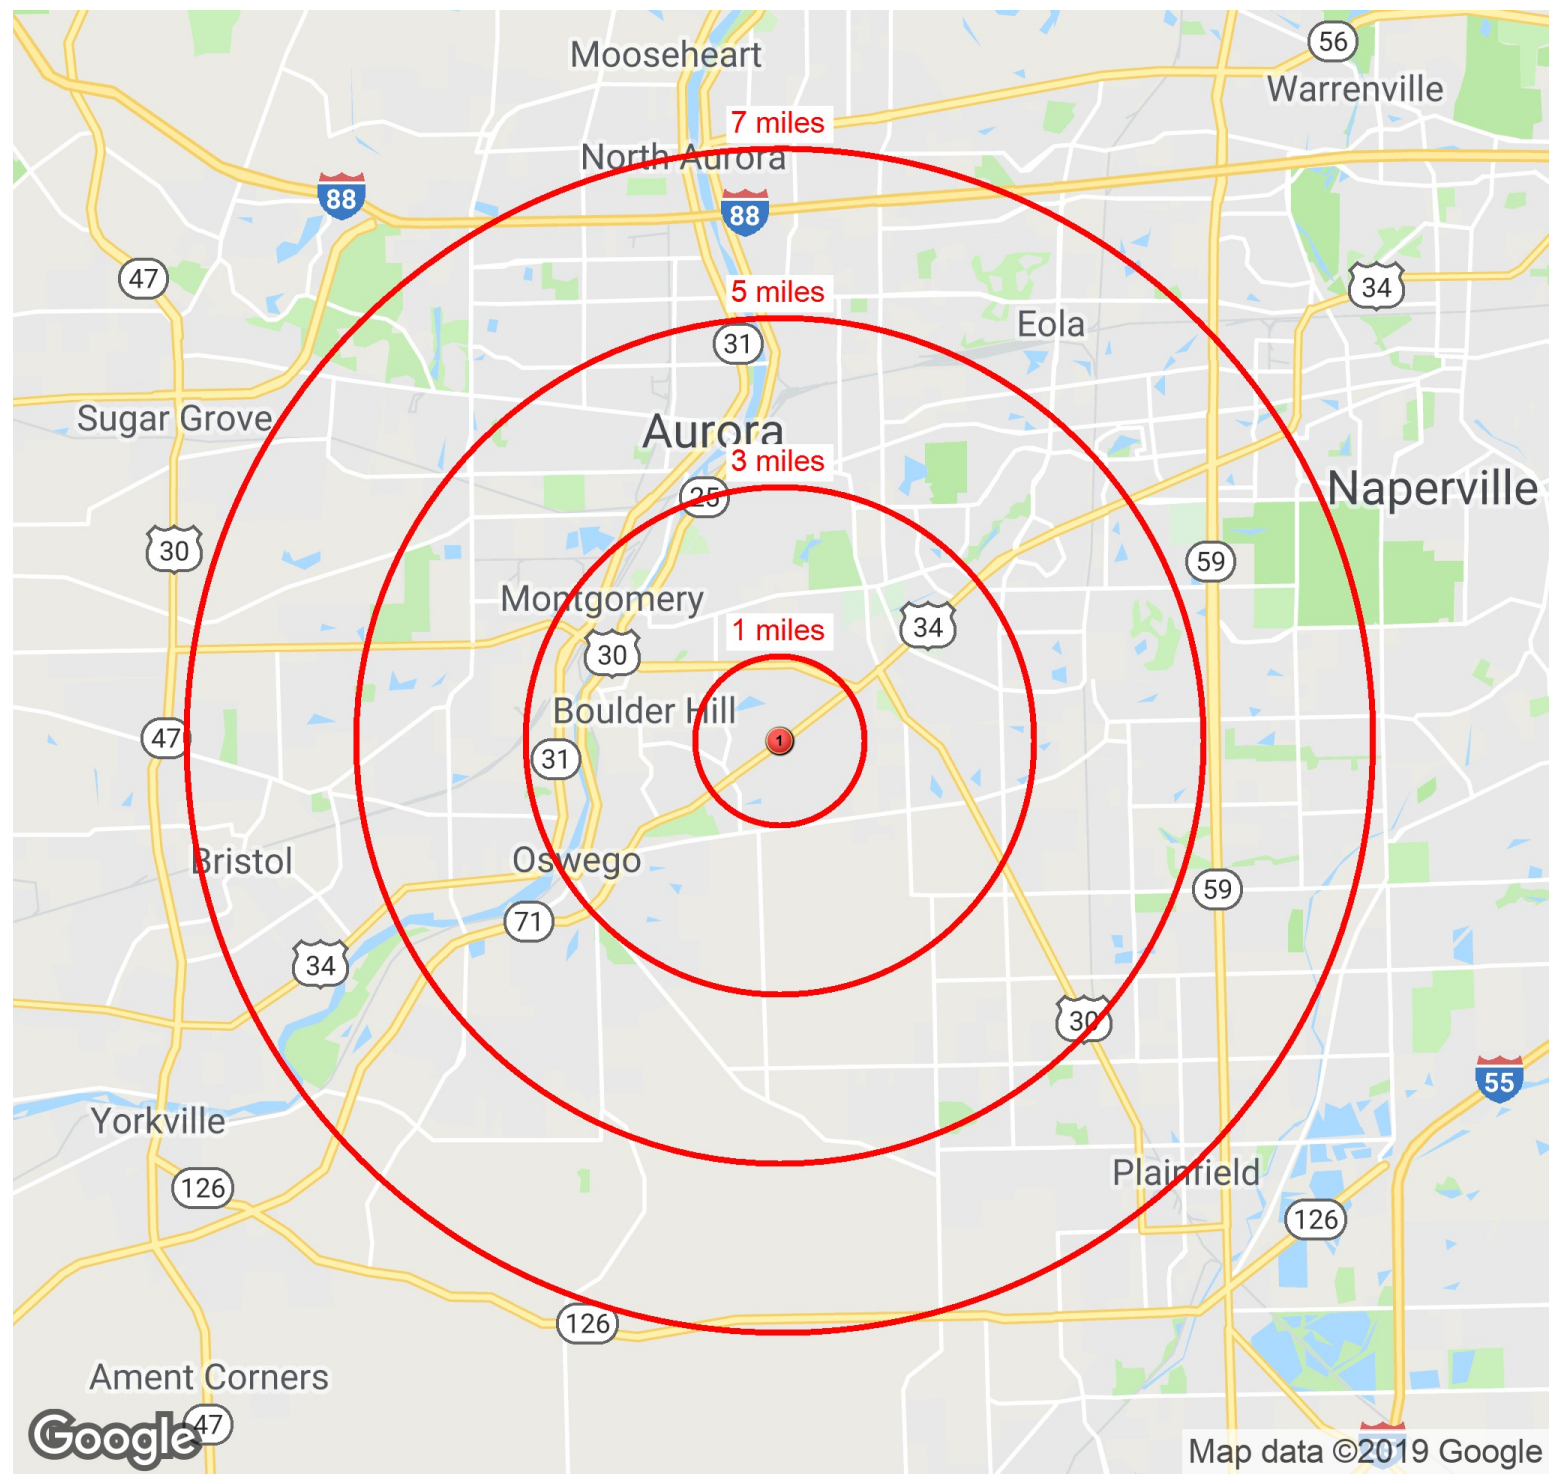 56
Mooseheart
Warrenville
7 miles
North Aurora
88
88
47
34
5 miles
Eola
31
Sugar Grove
Aurora
3 miles
25
Naperville
30
59
Montgomery
1 miles
34
30
Boulder Hill
1
47
31
Bristol
Oswego
59
71
34
30
55
Yorkville
Plainfield
126
126
126
Ament Corners
47
Google
Map data ©2019 Google